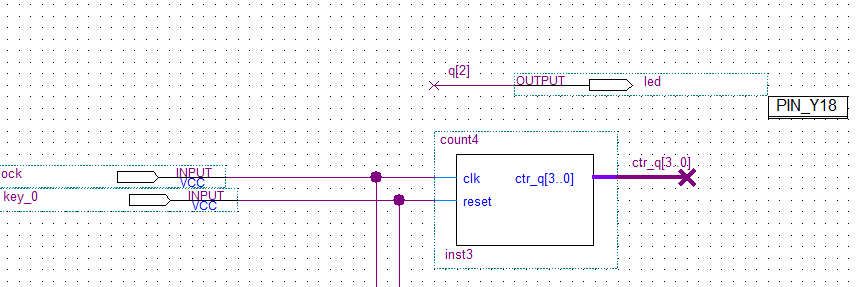 q[2]
OUTPUT
led
PIN_Y18
count4
ctr_q[3..0]
ock
INPUT
VCC
clk
ctr_q[3..0]
key_0
INPUT
VCC
reset
inst3